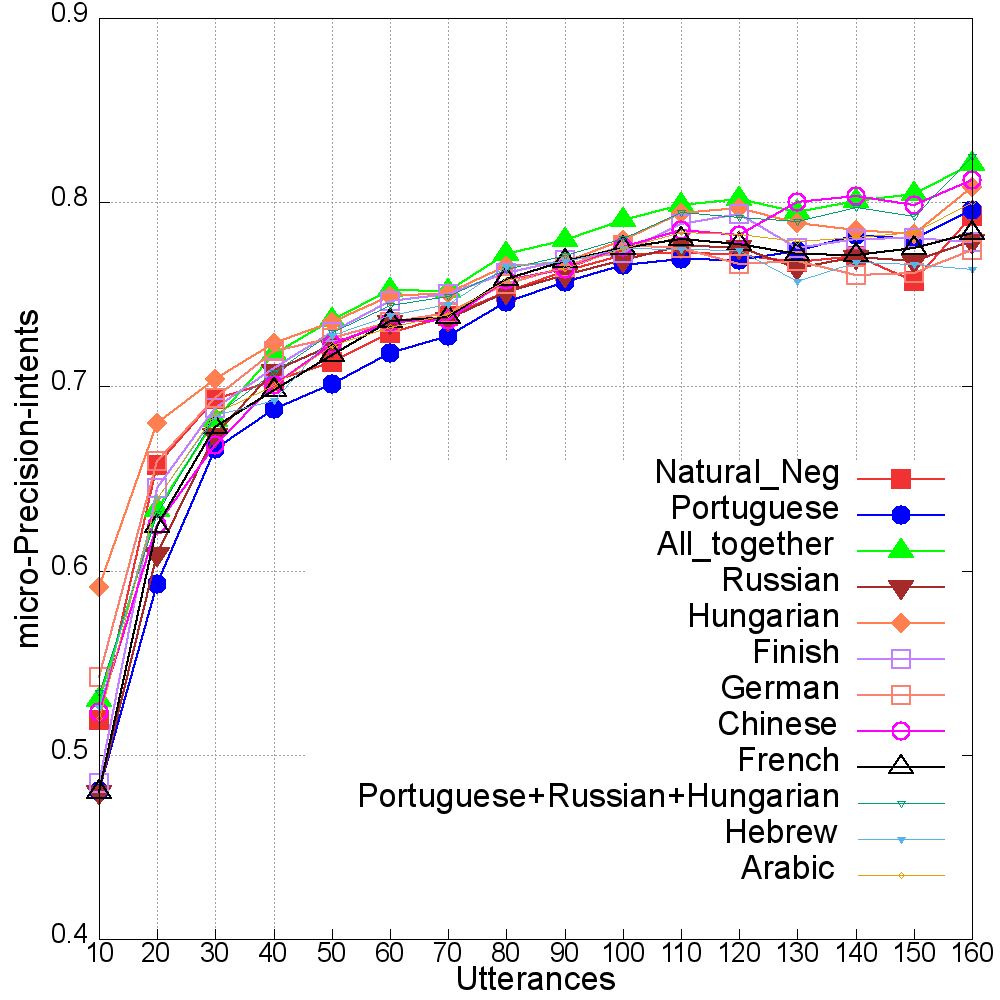 0.9
0.8
0.7
0.6
0.5
0.4
micro-Precision-intents
Natural_Neg
Portuguese
All_together
Russian
Hungarian
Finish
German
Chinese
French
Portuguese+Russian+Hungarian
Hebrew
Arabic
10 20 30 40 50 60 70 80 90 100 110 120 130 140 150 160
Utterances